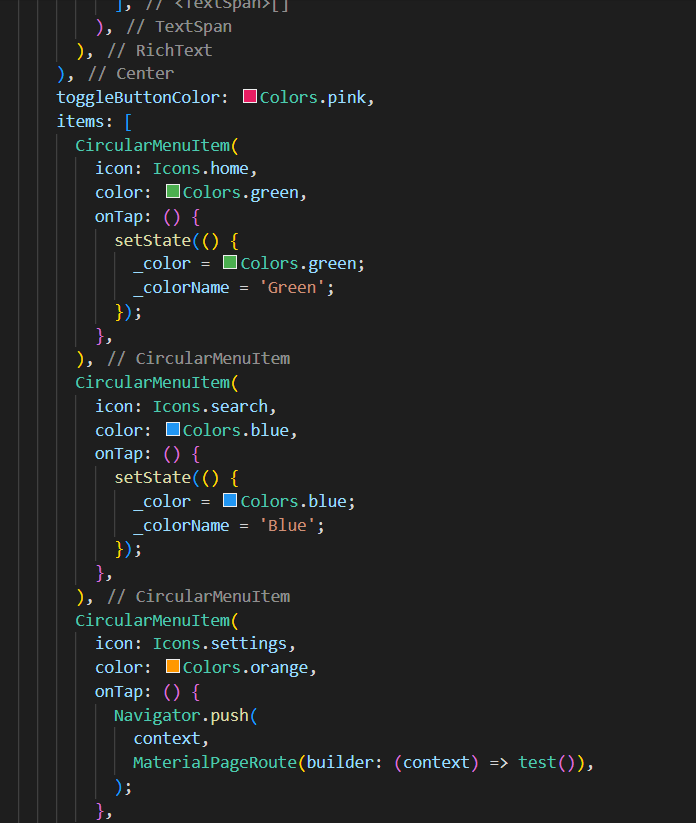 ], // <TextSpan>[]
), // TextSpan
), // RichText
), // Center
toggleButtonColor: Colors.pink,
items: [
CircularMenuItem(
icon: Icons.home,
color: Colors.green,
onTap: () {
setState(() {
_color = Colors.green;
_colorName = 'Green';
});
},
), // CircularMenuItem
CircularMenuItem(
icon: Icons.search,
color: Colors.blue,
onTap: () {
setState(() {
_color = Colors.blue;
_colorName = 'Blue';
});
},
), // CircularMenuItem
CircularMenuItem(
icon: Icons.settings,
color: Colors.orange,
onTap: () {
Navigator.push(
context,
MaterialPageRoute(builder: (context) => test()),
);
},